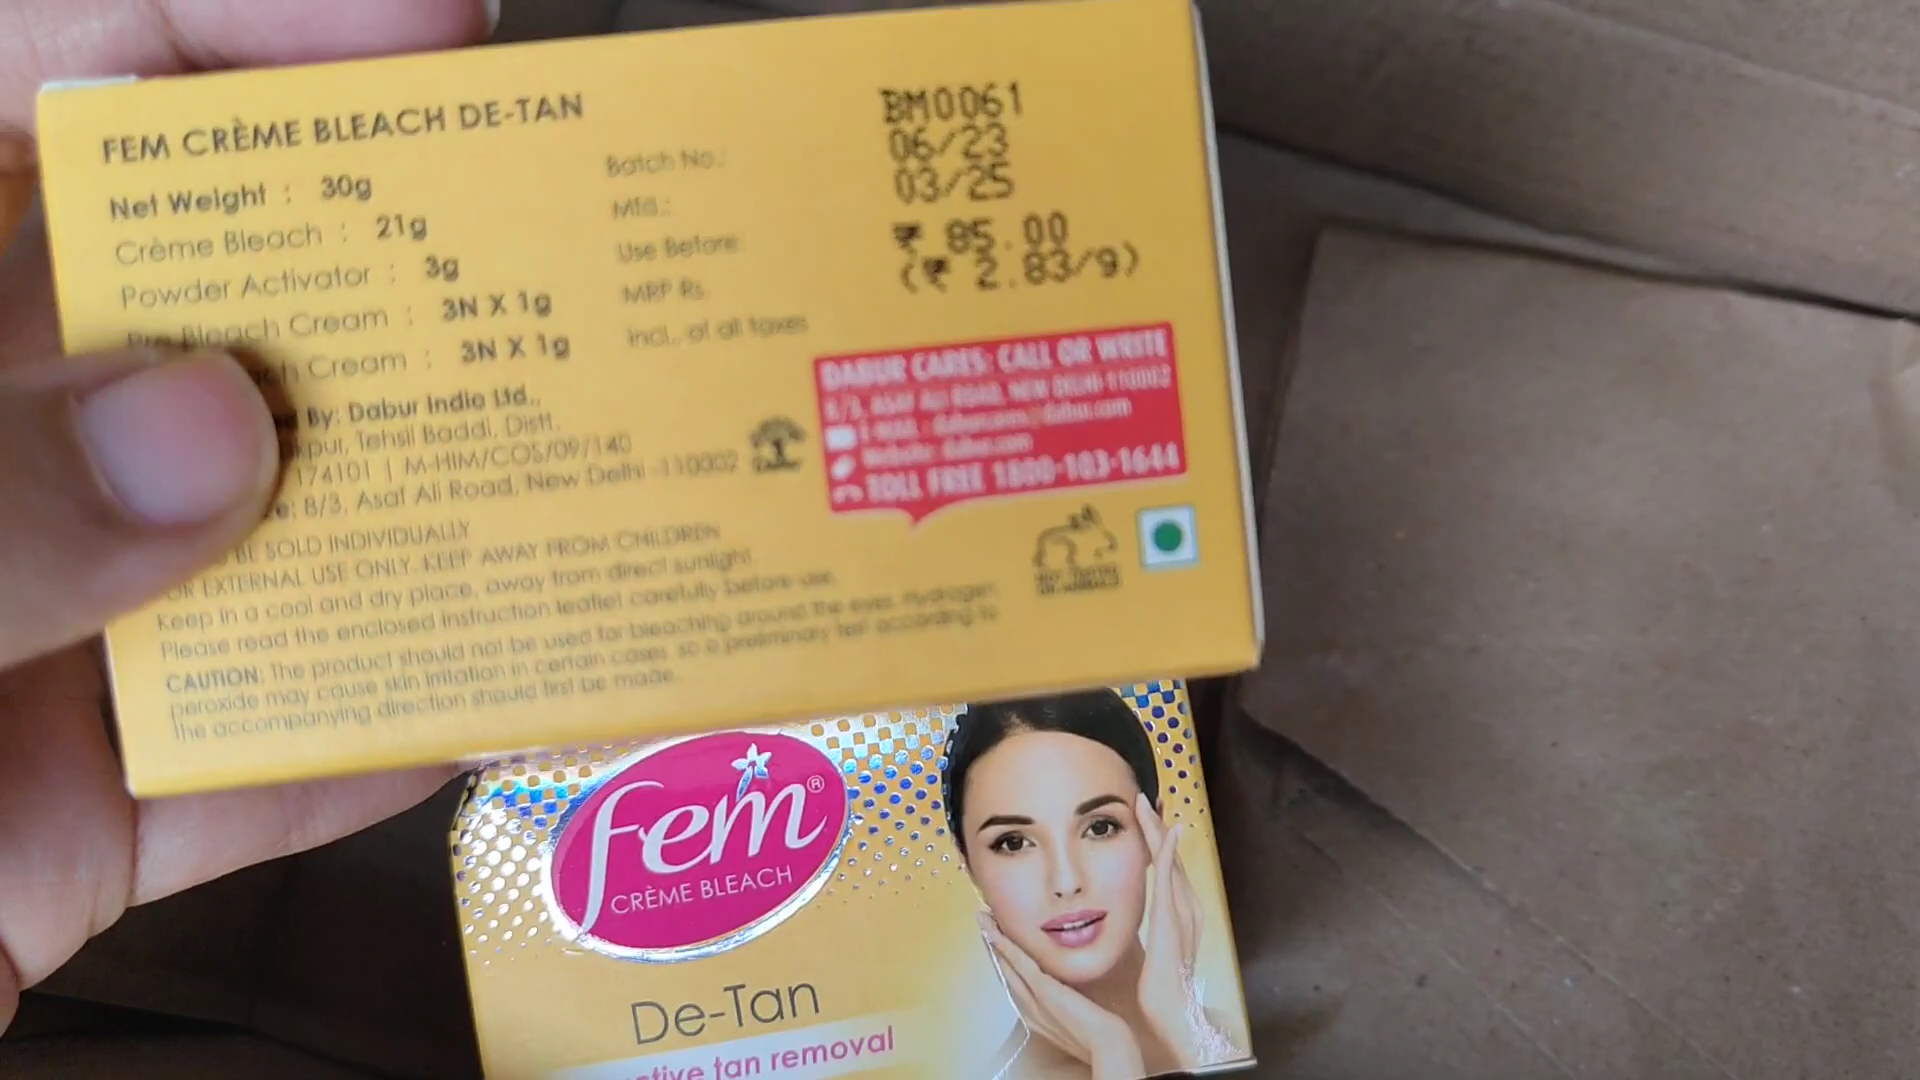 FEM CRÈME BLEACH DE-TAN
Net Weight : 30g
Crème Bleach : 21g
Powder Activator : 3g
Bleach Cream : 3N X 1g
Cream : 3N X 1g
By: Dabur India Ltd.,
Tehsil Baddi, Distt.
174101 | M-HIM/COS/09/140
8/3, Asaf Ali Road, New Delhi -110002
BE SOLD INDIVIDUALLY
OR EXTERNAL USE ONLY. KEEP AWAY FROM CHILDREN
Keep in a cool and dry place, away from direct sunlight.
Please read the enclosed instruction leaflet carefully before use.
CAUTION: The product should not be used for bleaching around the eyes. Hydrogen
peroxide may cause skin irritation in certain cases, so a preliminary test according to
the accompanying direction should first be made.
Batch No.:
Mfd.:
Use Before:
MRP Rs.
Incl. of all taxes
BM0061
06/23
03/25
₹ 85.00
(₹ 2.83/g)
DABUR CARES: CALL OR WRITE
8/3, ASAF ALI ROAD, NEW DELHI-110002
E-MAIL : daburcares@dabur.com
Website: dabur.com
TOLL FREE 1800-103-1644
fem®
CRÈME BLEACH
De-Tan
tan removal